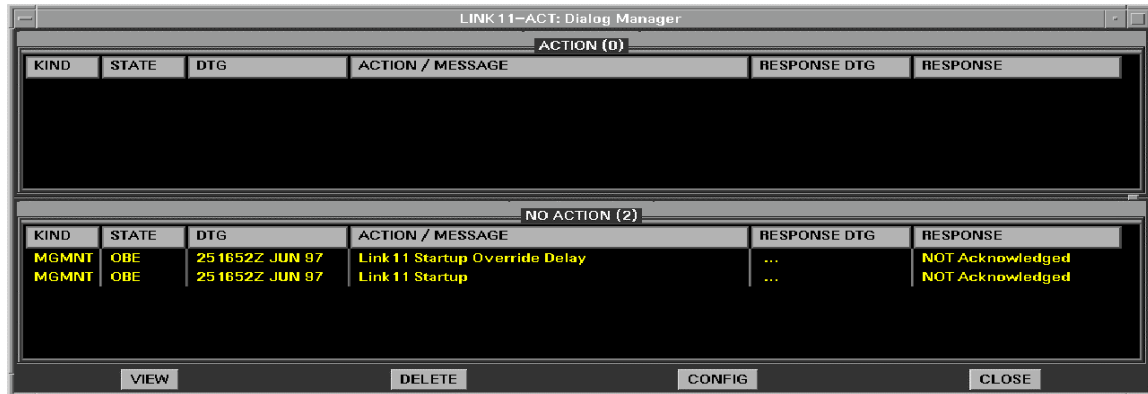 LINK11-ACT: Dialog Manager
ACTION (0)
KIND STATE DTG ACTION / MESSAGE RESPONSE DTG RESPONSE
NO ACTION (2)
KIND STATE DTG ACTION / MESSAGE RESPONSE DTG RESPONSE
MGMNT OBE 251652Z JUN 97 Link11 Startup Override Delay ... NOT Acknowledged
MGMNT OBE 251652Z JUN 97 Link11 Startup ... NOT Acknowledged
VIEW DELETE CONFIG CLOSE